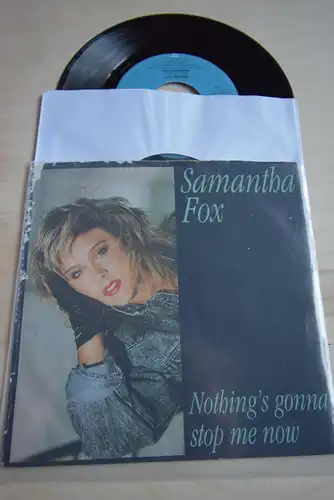 Samantha
Fox
Nothing's gonna
stop me now